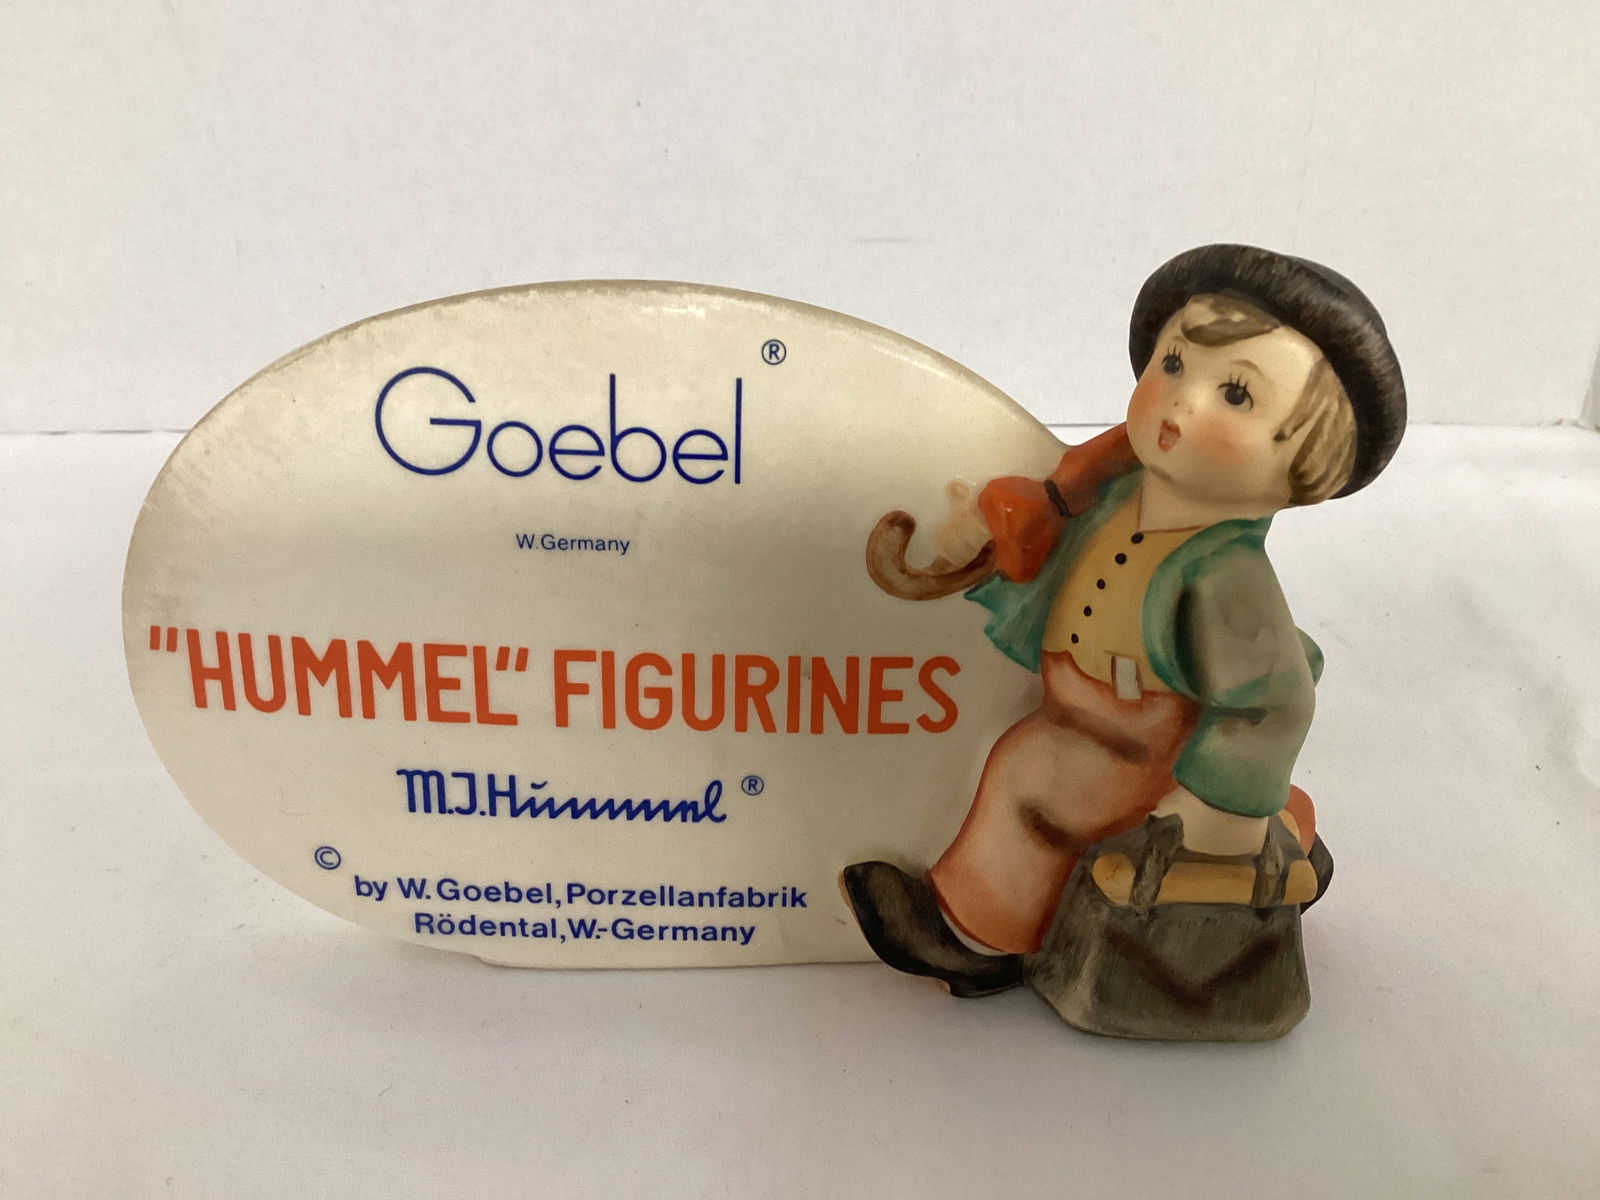 Goebel®
W.Germany
"HUMMEL" FIGURINES
M.J.Hummel®
©
by W.Goebel,Porzellanfabrik
Rödental,W.-Germany